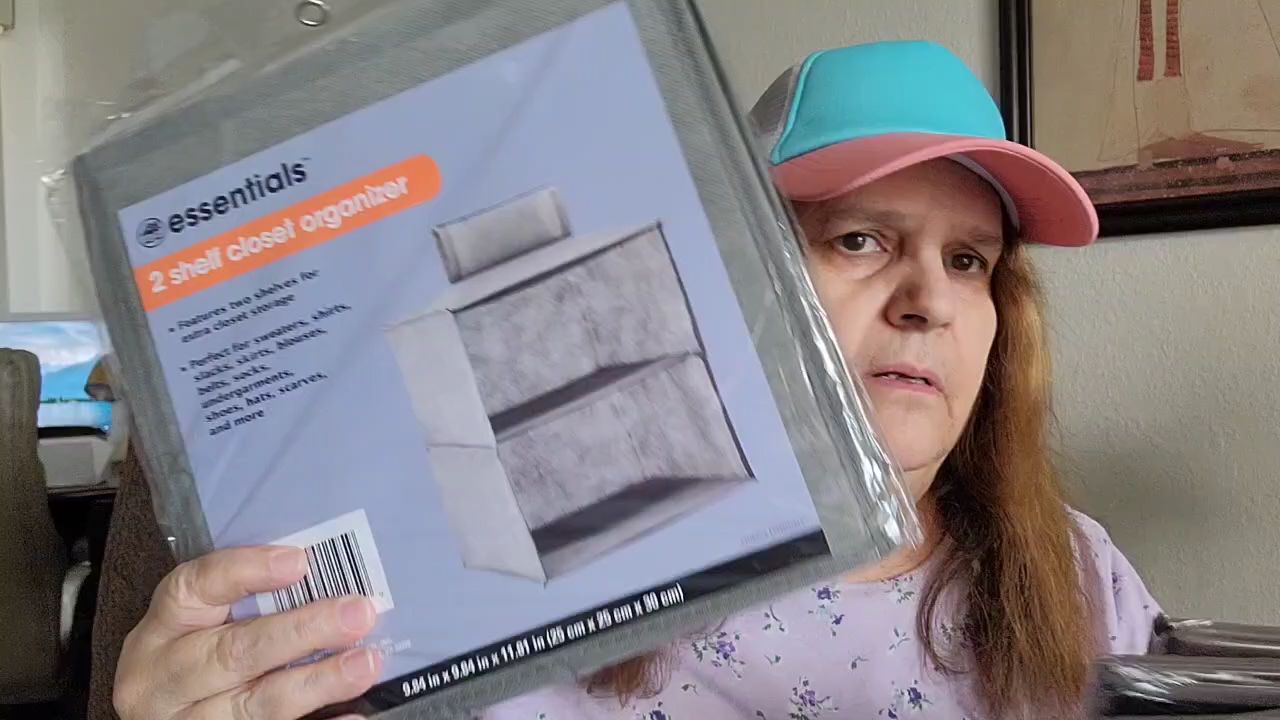 essentials™
2 shelf closet organizer
• Features two shelves for
extra closet storage
• Perfect for sweaters, shirts,
slacks, skirts, blouses,
belts, socks,
undergarments,
shoes, hats, scarves,
and more
9.84 in x 9.84 in x 11.81 in (25 cm x 25 cm x 30 cm)